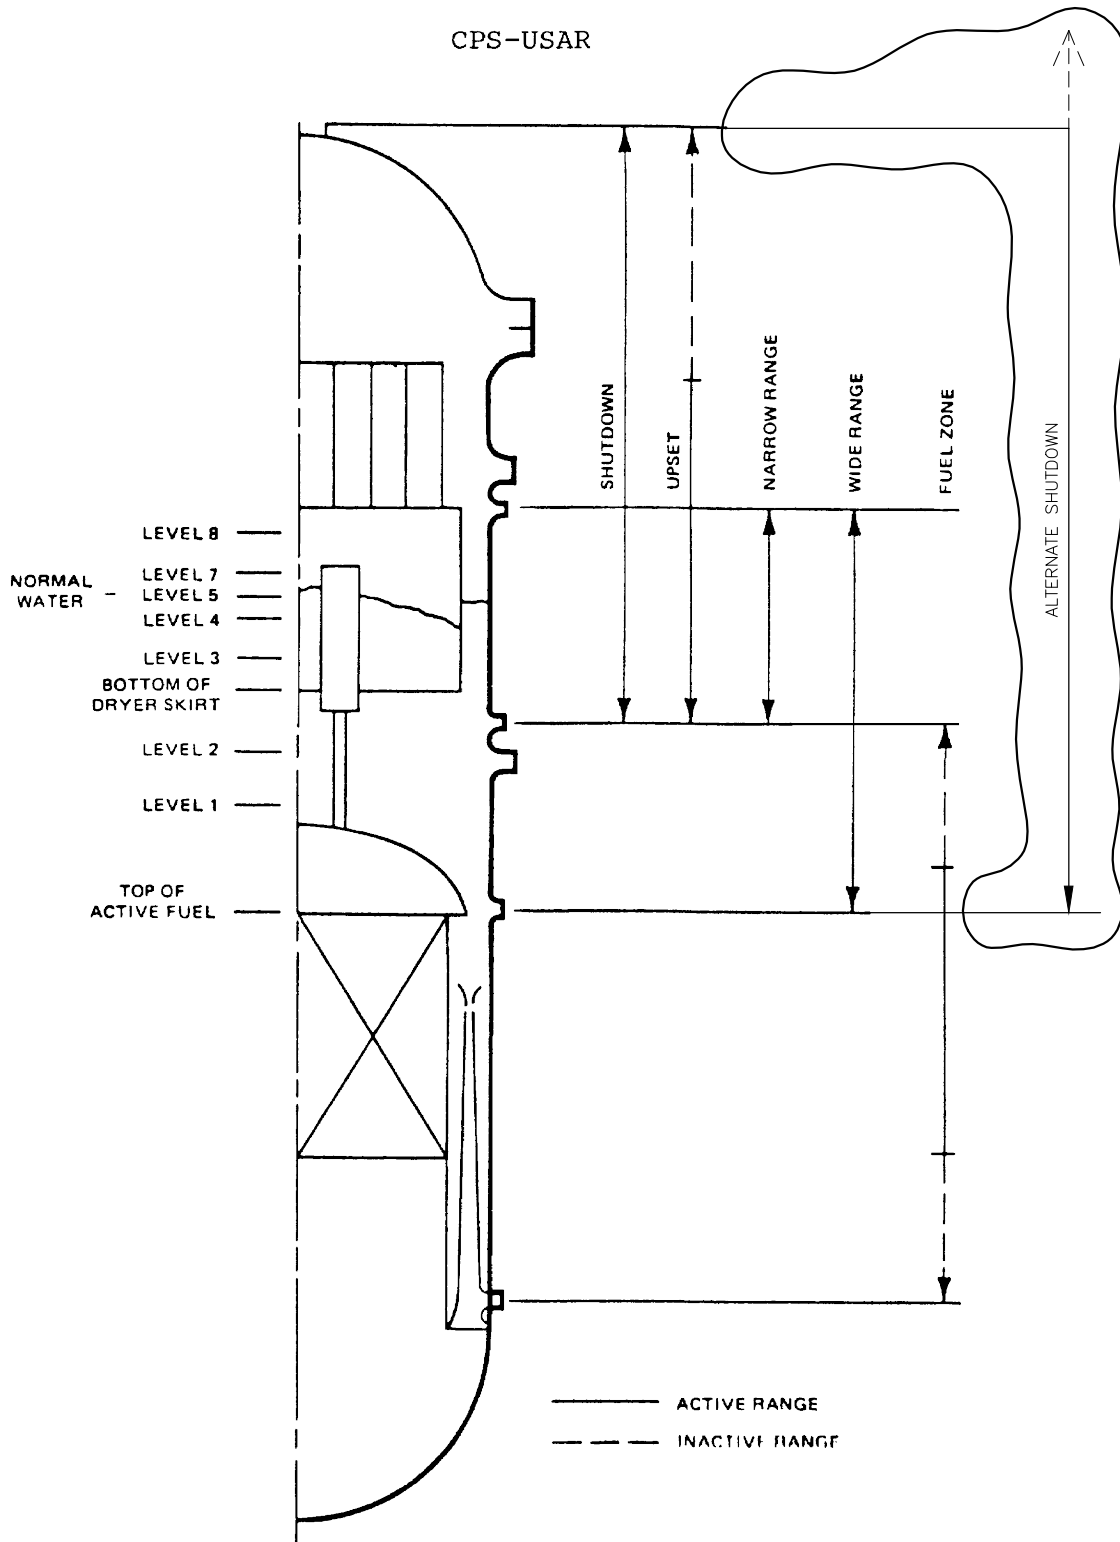 CPS-USAR
SHUTDOWN
UPSET
NARROW RANGE
WIDE RANGE
FUEL ZONE
ALTERNATE SHUTDOWN
LEVEL 8
LEVEL 7
NORMAL
WATER
LEVEL 5
LEVEL 4
LEVEL 3
BOTTOM OF
DRYER SKIRT
LEVEL 2
LEVEL 1
TOP OF
ACTIVE FUEL
ACTIVE RANGE
INACTIVE RANGE